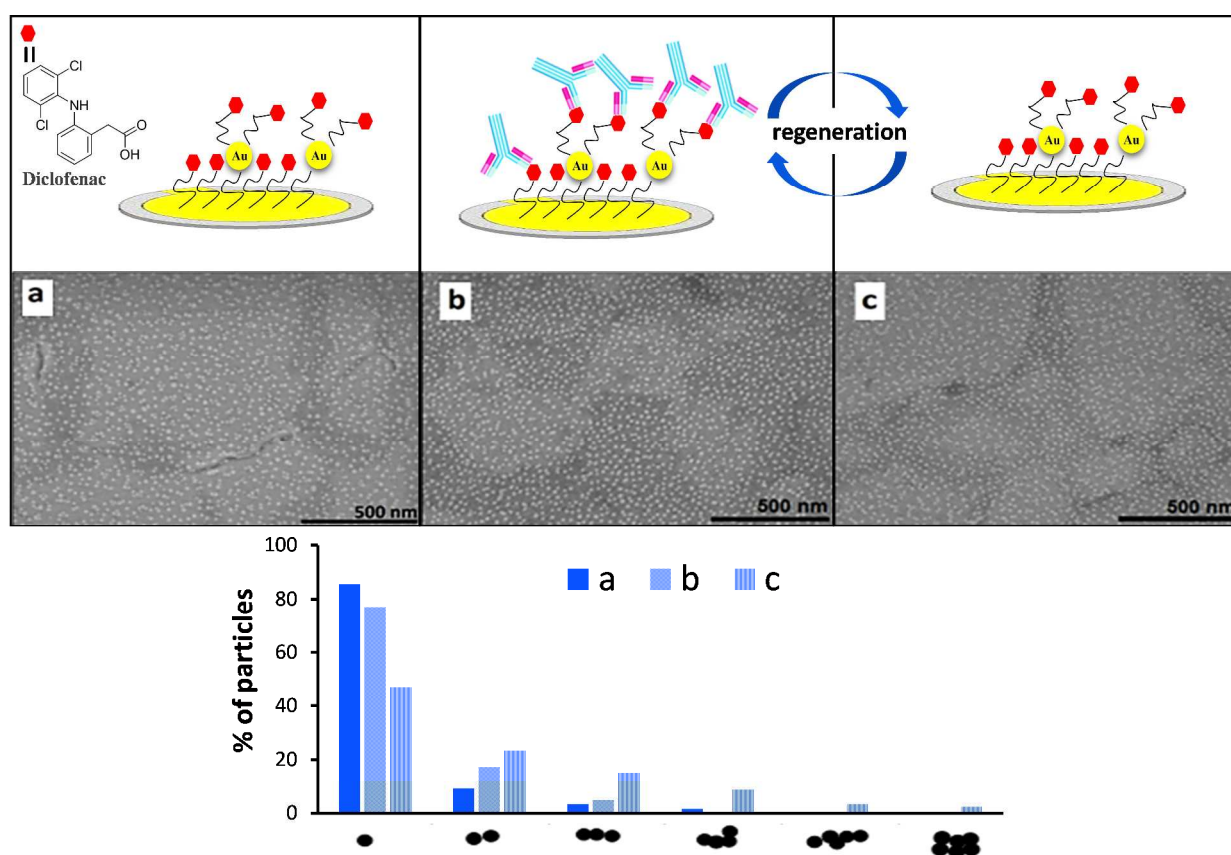 Cl
NH
Cl
O
OH
Diclofenac
Au
Au
Au
Au
regeneration
Au
Au
a
500 nm
b
500 nm
c
500 nm
100
80
60
40
20
0
% of particles
a
b
c